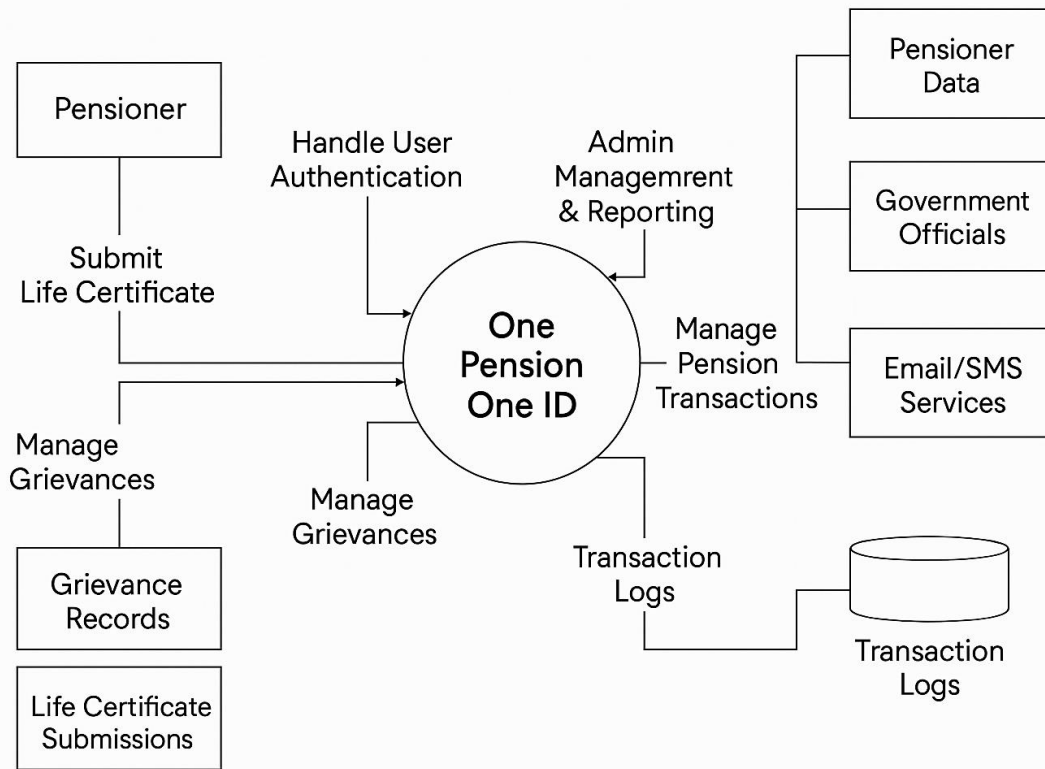 Pensioner
Submit
Life Certificate
Manage
Grievances
Grievance
Records
Life Certificate
Submissions
Handle User
Authentication
Admin
Managemrent
& Reporting
One
Pension
One ID
Manage
Grievances
Manage
Pension
Transactions
Transaction
Logs
Pensioner
Data
Government
Officials
Email/SMS
Services
Transaction
Logs